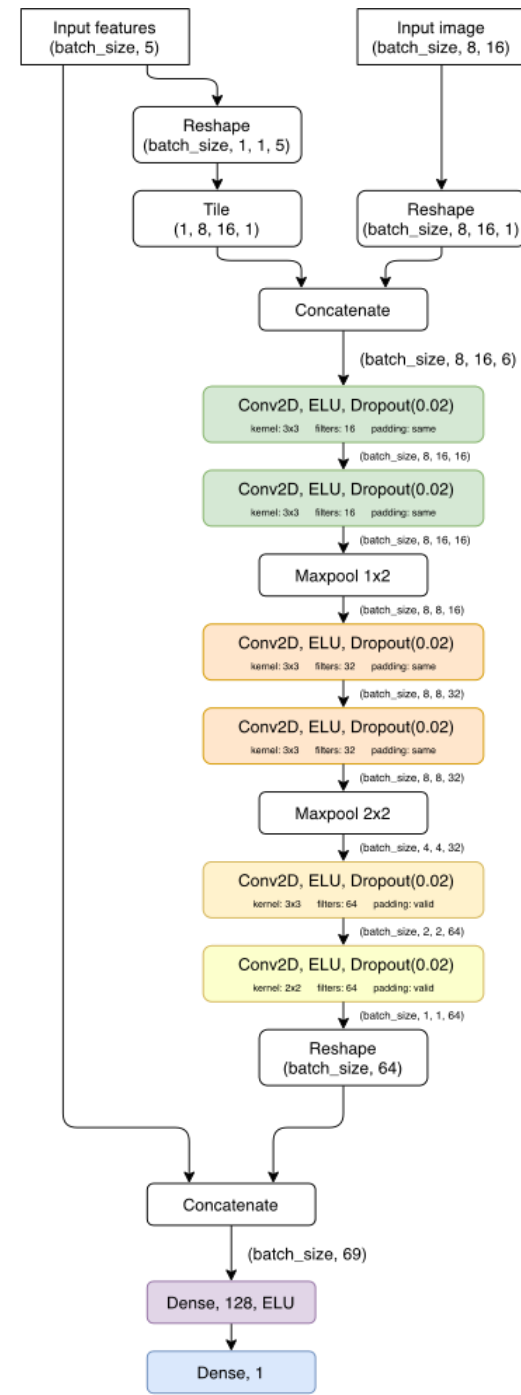 Input features
(batch_size, 5)
Input image
(batch_size, 8, 16)
Reshape
(batch_size, 1, 1, 5)
Tile
(1, 8, 16, 1)
Reshape
(batch_size, 8, 16, 1)
Concatenate
(batch_size, 8, 16, 6)
Conv2D, ELU, Dropout(0.02)
kernel: 3x3 filters: 16 padding: same
(batch_size, 8, 16, 16)
Conv2D, ELU, Dropout(0.02)
kernel: 3x3 filters: 16 padding: same
(batch_size, 8, 16, 16)
Maxpool 1x2
(batch_size, 8, 8, 16)
Conv2D, ELU, Dropout(0.02)
kernel: 3x3 filters: 32 padding: same
(batch_size, 8, 8, 32)
Conv2D, ELU, Dropout(0.02)
kernel: 3x3 filters: 32 padding: same
(batch_size, 8, 8, 32)
Maxpool 2x2
(batch_size, 4, 4, 32)
Conv2D, ELU, Dropout(0.02)
kernel: 3x3 filters: 64 padding: valid
(batch_size, 2, 2, 64)
Conv2D, ELU, Dropout(0.02)
kernel: 2x2 filters: 64 padding: valid
(batch_size, 1, 1, 64)
Reshape
(batch_size, 64)
Concatenate
(batch_size, 69)
Dense, 128, ELU
Dense, 1